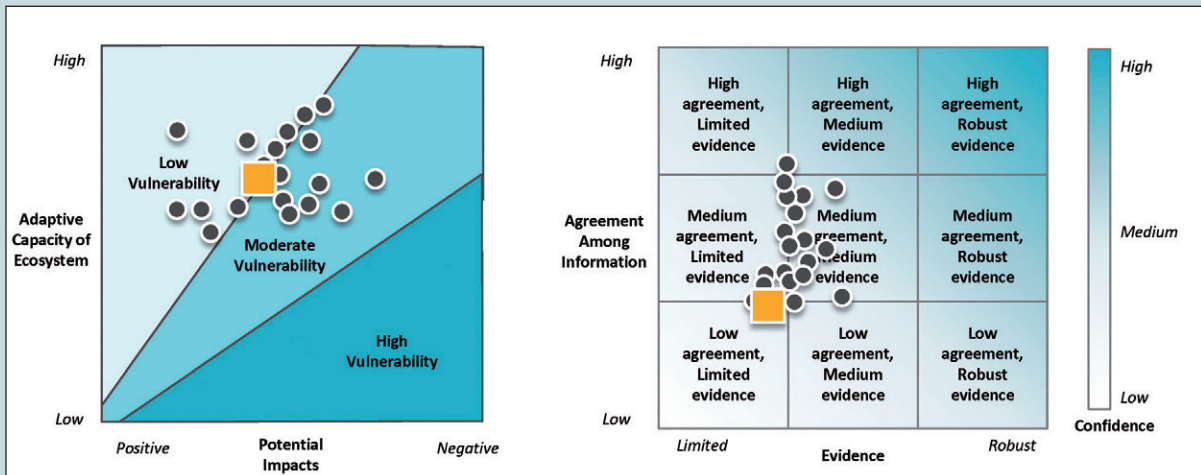 High
Low
Vulnerability
Adaptive
Capacity of
Ecosystem
Moderate
Vulnerability
High
Vulnerability
Low
Positive
Potential
Impacts
Negative
High
High
agreement,
Limited
evidence
High
agreement,
Medium
evidence
High
agreement,
Robust
evidence
Agreement
Among
Information
Medium
agreement,
Limited
evidence
Medium
agreement,
Medium
evidence
Medium
agreement,
Robust
evidence
Low
agreement,
Limited
evidence
Low
agreement,
Medium
evidence
Low
agreement,
Robust
evidence
Low
Limited
Evidence
Robust
High
Medium
Low
Confidence